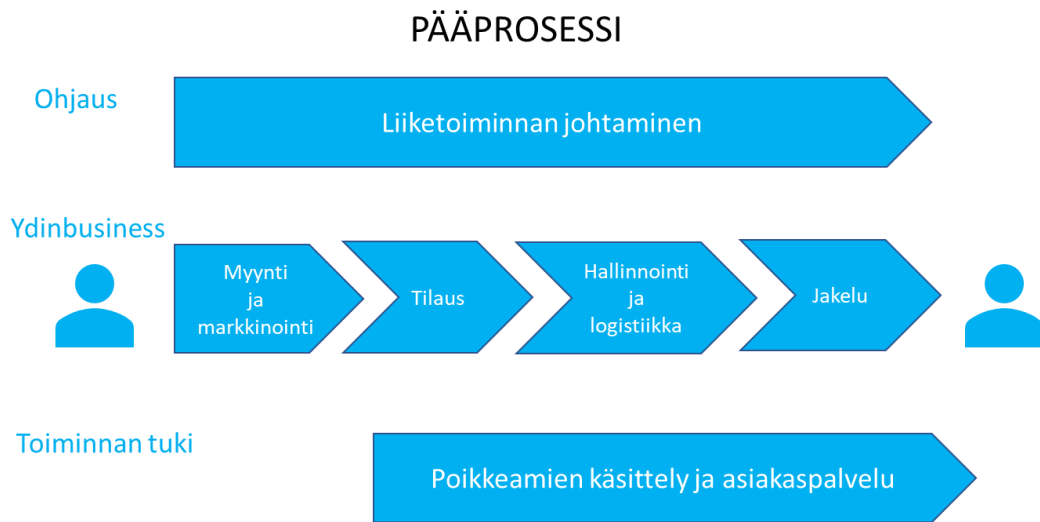 PÄÄPROSESSI
Ohjaus
Liiketoiminnan johtaminen
Ydinbusiness
Myynti
ja
markkinointi
Tilaus
Hallinnointi
ja
logistiikka
Jakelu
Toiminnan tuki
Poikkeamien käsittely ja asiakaspalvelu